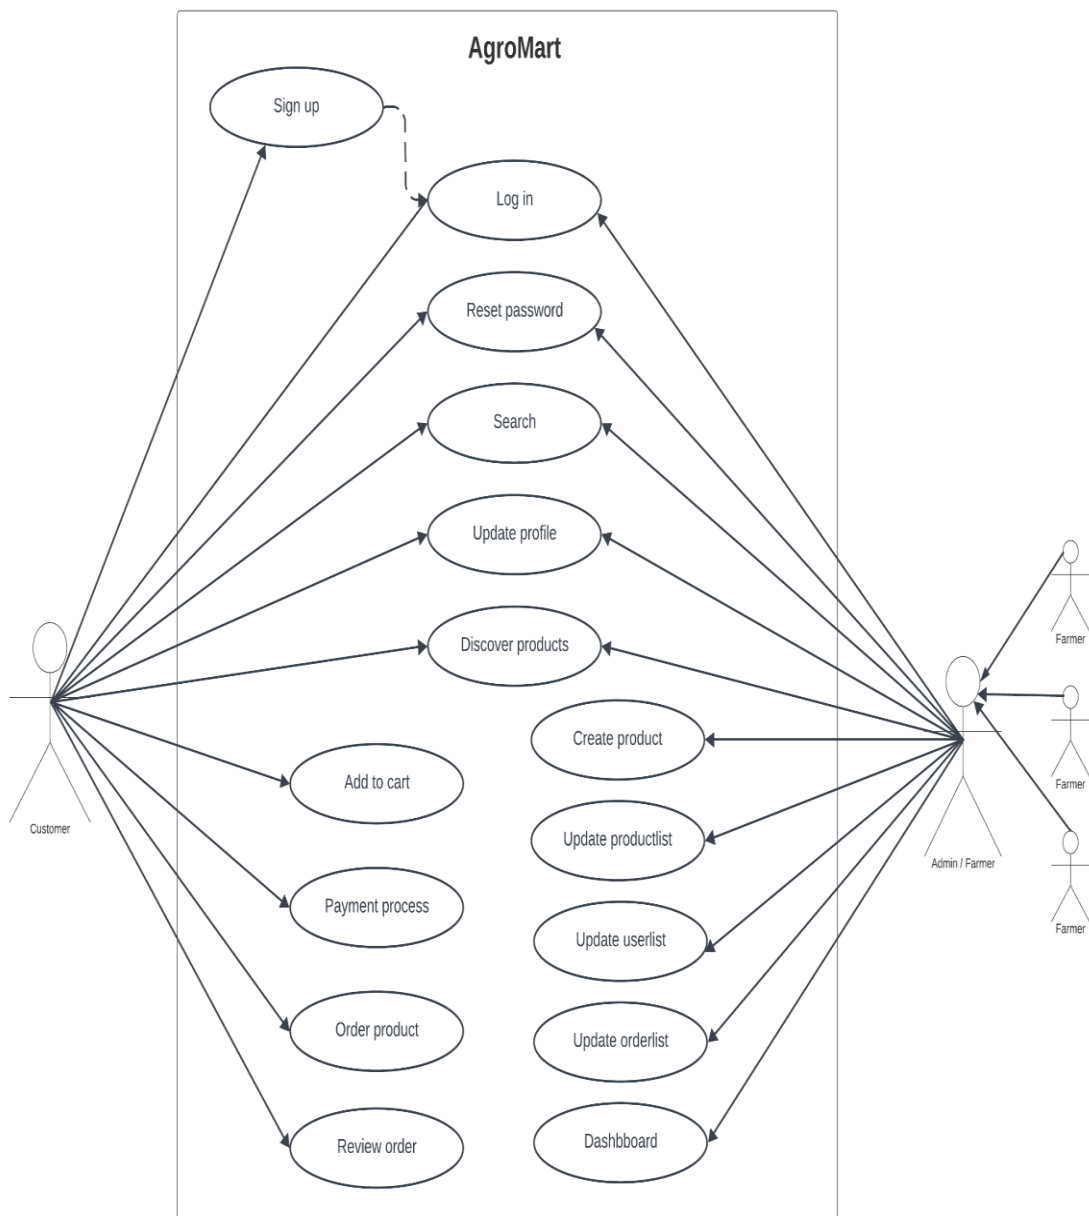 AgroMart
Sign up
Log in
Reset password
Search
Update profile
Discover products
Create product
Add to cart
Update productlist
Payment process
Update userlist
Order product
Update orderlist
Review order
Dashbboard
Customer
Admin / Farmer
Farmer
Farmer
Farmer